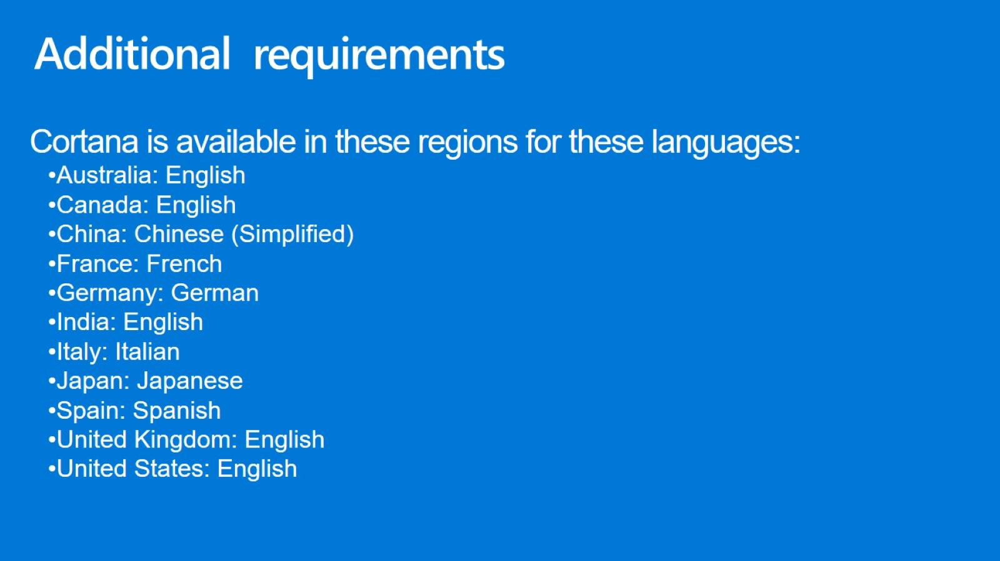 Additional requirements
Cortana is available in these regions for these languages:
•Australia: English
•Canada: English
•China: Chinese (Simplified)
•France: French
•Germany: German
•India: English
•Italy: Italian
•Japan: Japanese
•Spain: Spanish
•United Kingdom: English
•United States: English